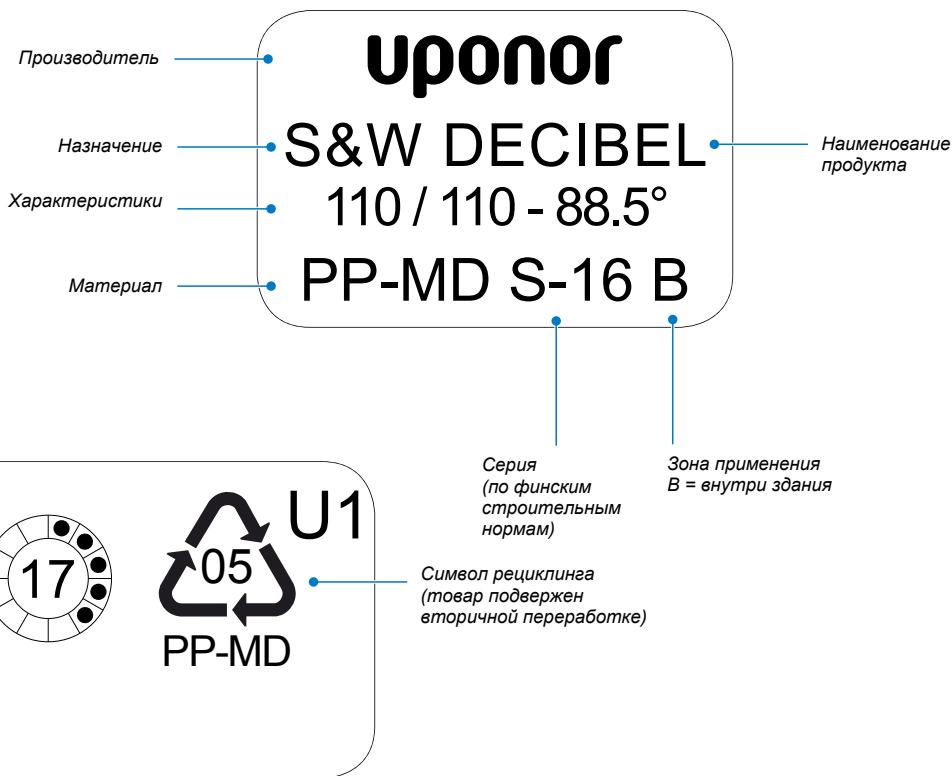 Производитель
uponor
Назначение
S&W DECIBEL
Наименование
продукта
Характеристики
110 / 110 - 88.5°
Материал
PP-MD S-16 B
Серия
(по финским
строительным
нормам)
Зона применения
B = внутри здания
17
05
U1
PP-MD
Символ рециклинга
(товар подвержен
вторичной переработке)